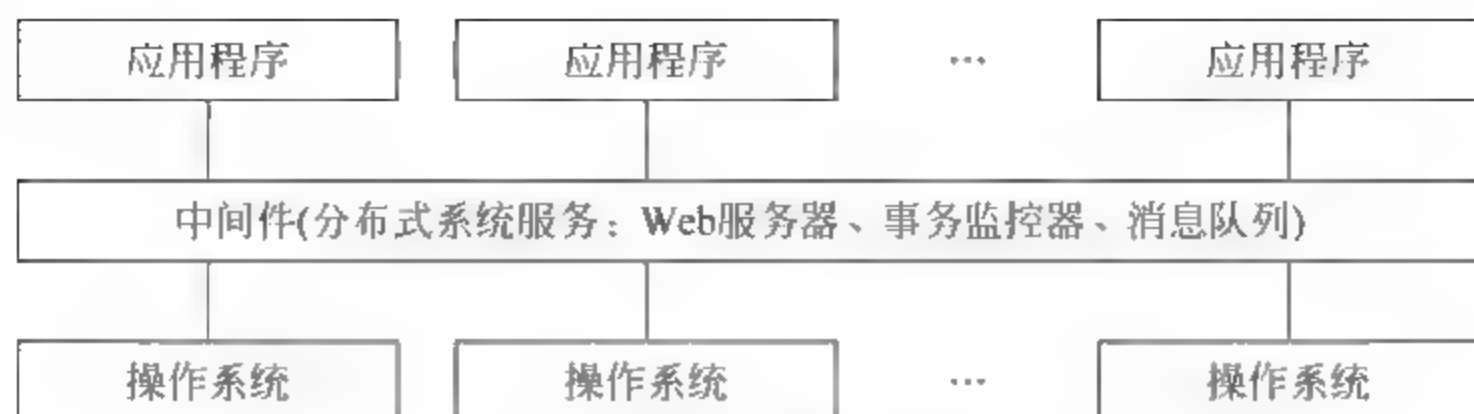 应用程序 应用程序 … 应用程序
中间件(分布式系统服务：Web服务器、事务监控器、消息队列)
操作系统 操作系统 … 操作系统